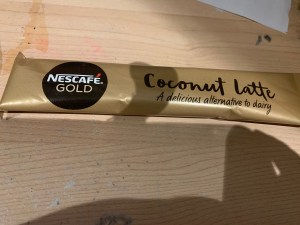 NESCAFÉ.
GOLD
Coconut Latte
A delicious alternative to dairy